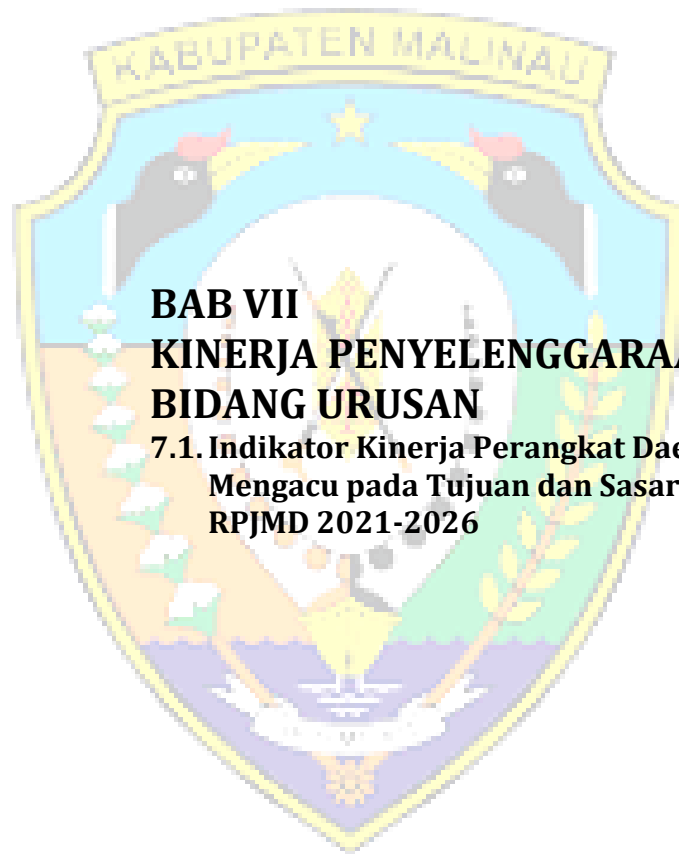 KABUPATEN MALINAU
BAB VII
KINERJA PENYELENGGARAA
BIDANG URUSAN
7.1. Indikator Kinerja Perangkat Dae
Mengacu pada Tujuan dan Sasar
RPJMD 2021-2026